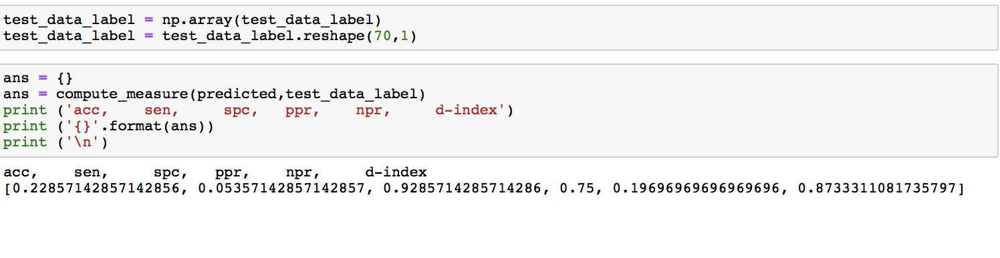 test_data_label = np.array(test_data_label)
test_data_label = test_data_label.reshape(70,1)
ans = {}
ans = compute_measure(predicted,test_data_label)
print ('acc,    sen,      spc,   ppr,    npr,      d-index')
print ('{}'.format(ans))
print ('\n')
acc,    sen,      spc,   ppr,    npr,      d-index
[0.22857142857142856, 0.05357142857142857, 0.9285714285714286, 0.75, 0.19696969696969696, 0.8733311081735797]